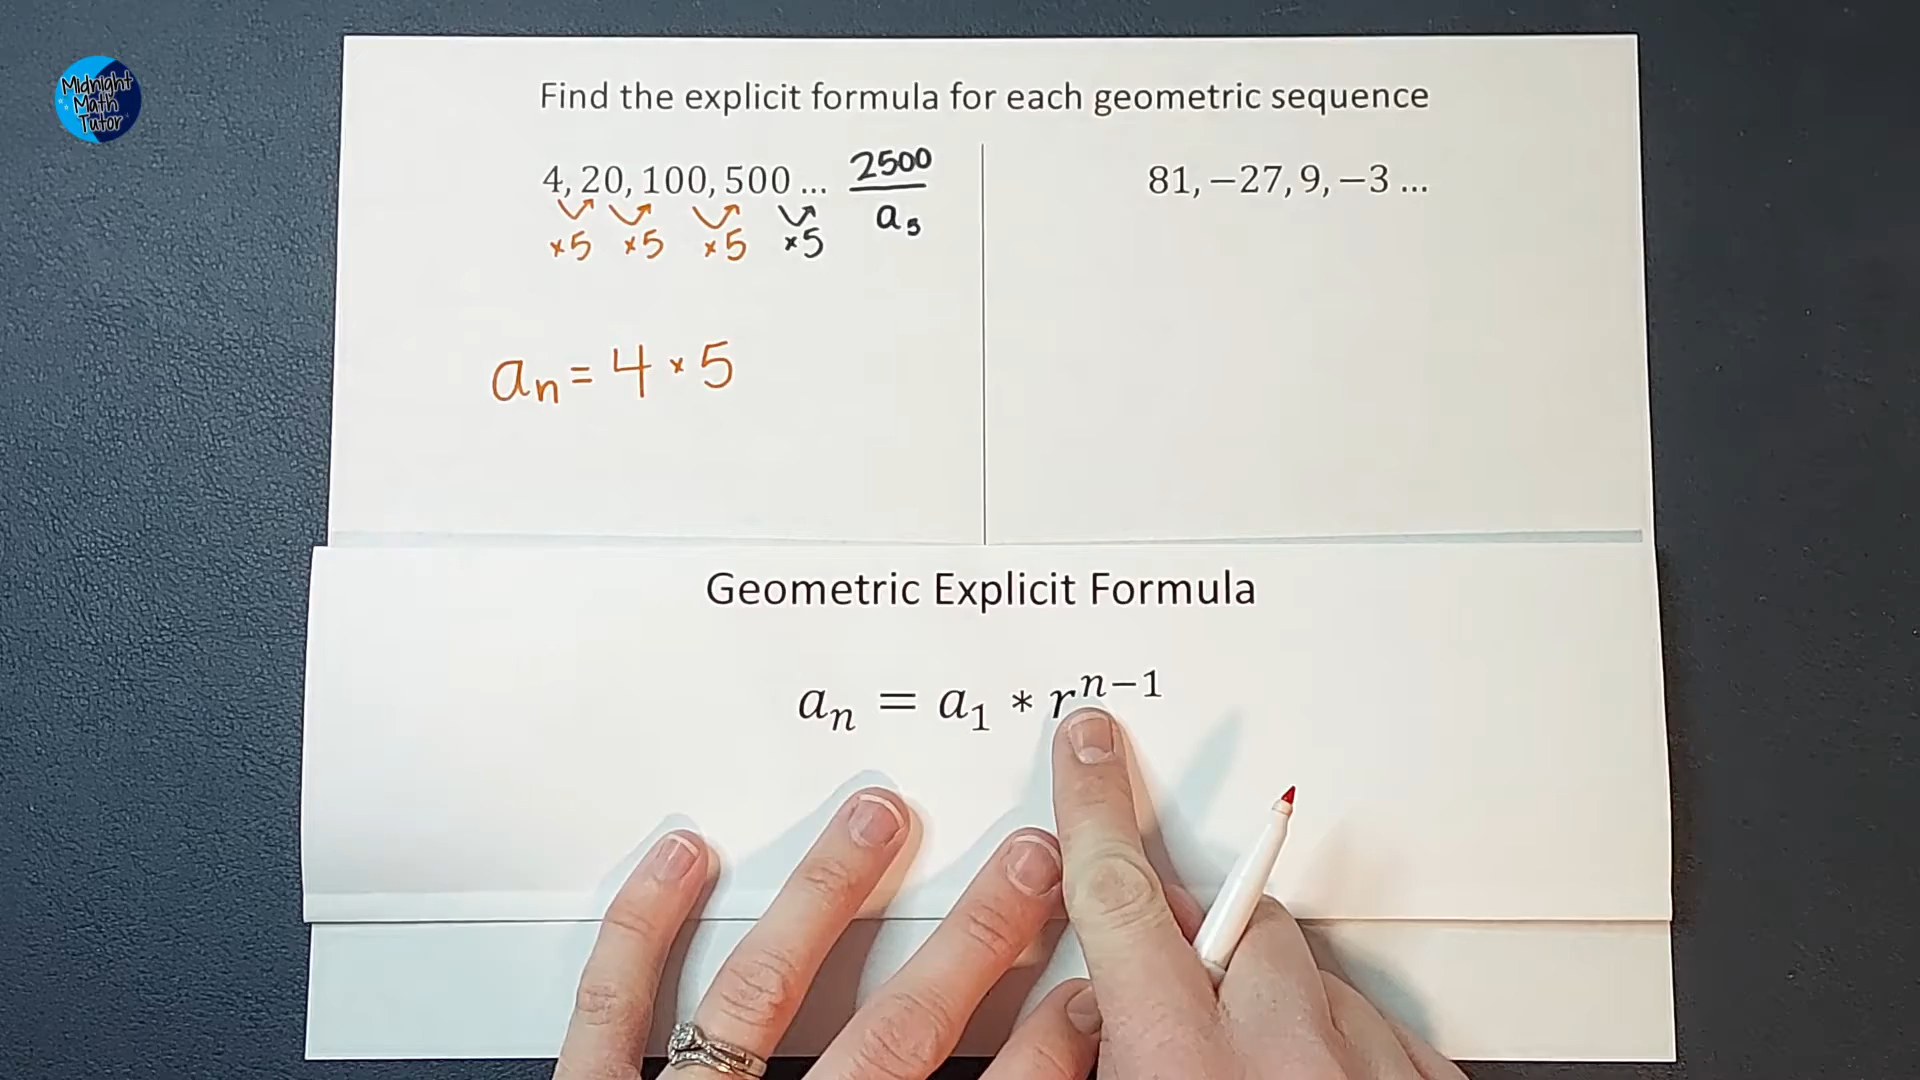 Midnight
Math
Tutor
Find the explicit formula for each geometric sequence
4, 20, 100, 500 ... 2500
a₅
×5 ×5 ×5 ×5
aₙ = 4 × 5
81, −27, 9, −3 ...
Geometric Explicit Formula
aₙ = a₁ * rⁿ⁻¹